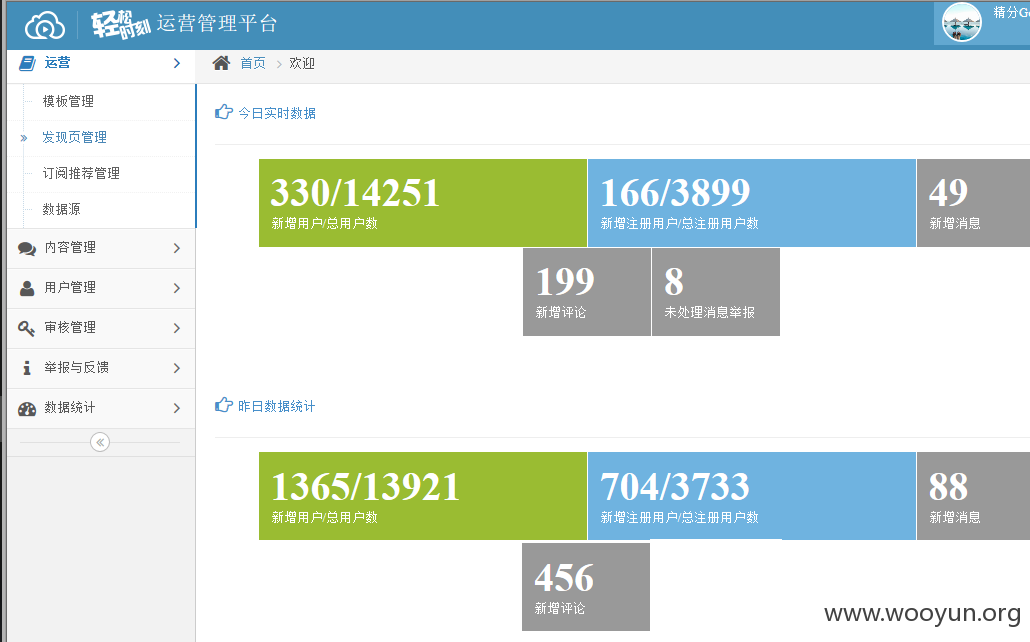 轻松时刻 运营管理平台
精分G
运营
首页 > 欢迎
模板管理
今日实时数据
» 发现页管理
订阅推荐管理
数据源
330/14251
新增用户/总用户数
166/3899
新增注册用户/总注册用户数
49
新增消息
内容管理
用户管理
审核管理
举报与反馈
数据统计
199
新增评论
8
未处理消息举报
昨日数据统计
1365/13921
新增用户/总用户数
704/3733
新增注册用户/总注册用户数
88
新增消息
456
新增评论
www.wooyun.org